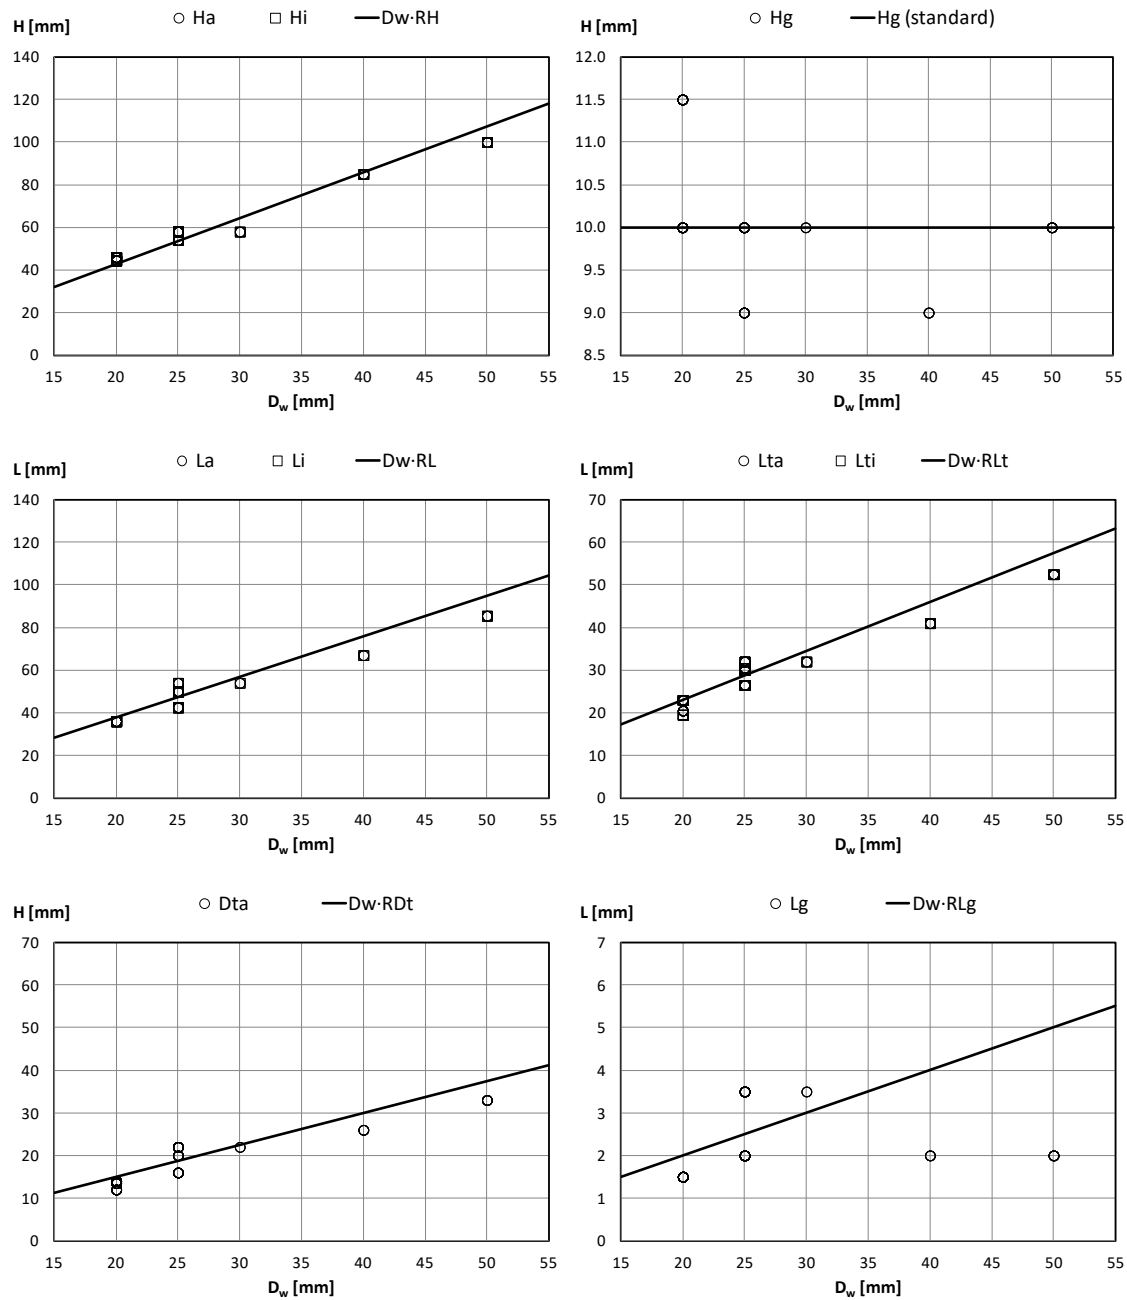 H [mm] Ha Hi Dw·RH
140
120
100
80
60
40
20
0
15 20 25 30 35 40 45 50 55
Dw [mm]
H [mm] Hg Hg (standard)
12.0
11.5
11.0
10.5
10.0
9.5
9.0
8.5
15 20 25 30 35 40 45 50 55
Dw [mm]
L [mm] La Li Dw·RL
140
120
100
80
60
40
20
0
15 20 25 30 35 40 45 50 55
Dw [mm]
L [mm] Lta Lti Dw·RLt
70
60
50
40
30
20
10
0
15 20 25 30 35 40 45 50 55
Dw [mm]
H [mm] Dta Dw·RDt
70
60
50
40
30
20
10
0
15 20 25 30 35 40 45 50 55
Dw [mm]
L [mm] Lg Dw·RLg
7
6
5
4
3
2
1
0
15 20 25 30 35 40 45 50 55
Dw [mm]